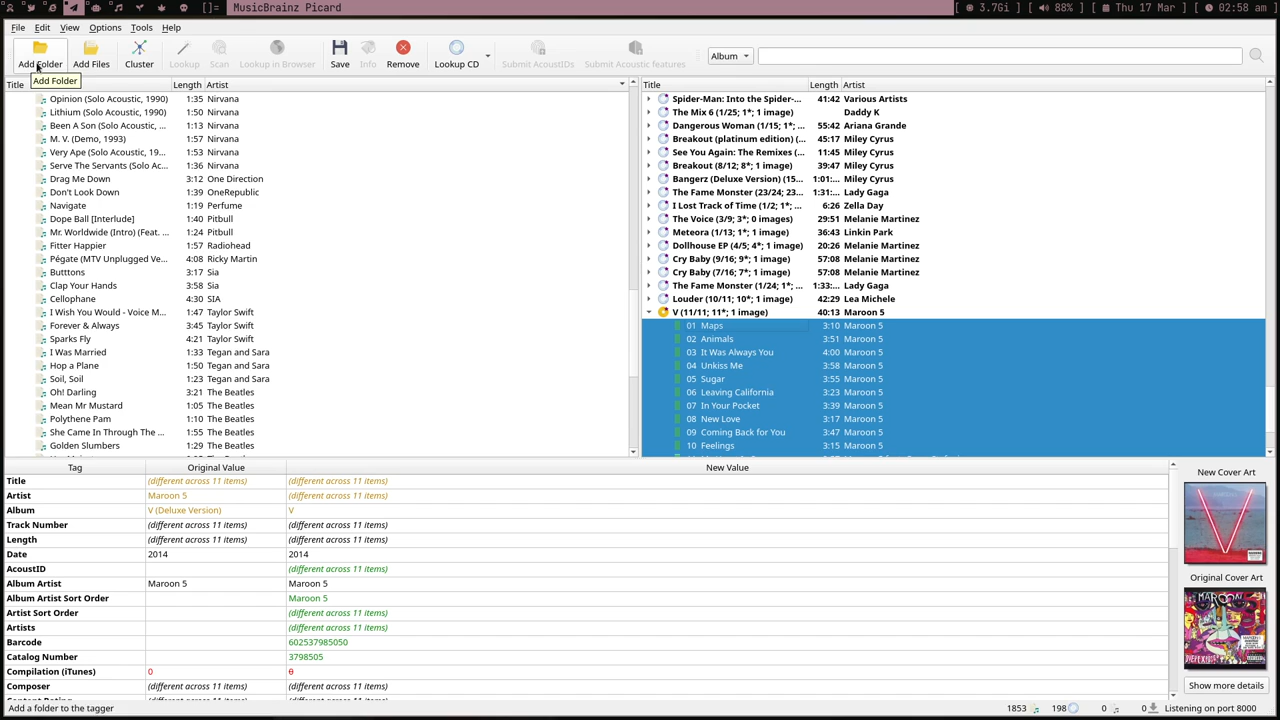 []= MusicBrainz Picard [ 3.7Gi ] [ 88% ] [ Thu 17 Mar ] [ 02:58 am ]
File Edit View Options Tools Help
Add Folder Add Files Cluster Lookup Scan Lookup in Browser Save Info Remove Lookup CD Submit AcoustIDs Submit Acoustic features Album
Add Folder
Title Length Artist
Opinion (Solo Acoustic, 1990) 1:35 Nirvana
Lithium (Solo Acoustic, 1990) 1:50 Nirvana
Been A Son (Solo Acoustic, ... 1:13 Nirvana
M. V. (Demo, 1993) 1:57 Nirvana
Very Ape (Solo Acoustic, 19... 1:52 Nirvana
Serve The Servants (Solo Ac... 1:36 Nirvana
Drag Me Down 3:12 One Direction
Don't Look Down 1:39 OneRepublic
Navigate 1:19 Perfume
Dope Ball [Interlude] 1:40 Pitbull
Mr. Worldwide (Intro) (Feat. ... 1:24 Pitbull
Fitter Happier 1:57 Radiohead
Pégate (MTV Unplugged Ve... 4:08 Ricky Martin
Butttons 3:17 Sia
Clap Your Hands 3:58 Sia
Cellophane 4:30 SIA
I Wish You Would - Voice M... 1:47 Taylor Swift
Forever & Always 3:45 Taylor Swift
Sparks Fly 4:21 Taylor Swift
I Was Married 1:33 Tegan and Sara
Hop a Plane 1:50 Tegan and Sara
Soil, Soil 1:23 Tegan and Sara
Oh! Darling 3:21 The Beatles
Mean Mr Mustard 1:05 The Beatles
Polythene Pam 1:10 The Beatles
She Came In Through The ... 1:55 The Beatles
Golden Slumbers 1:29 The Beatles
Title Length Artist
Spider-Man: Into the Spider-... 41:42 Various Artists
The Mix 6 (1/25; 1*; 1 image) Daddy K
Dangerous Woman (1/15; 1*; ... 55:42 Ariana Grande
Breakout (platinum edition) (... 45:17 Miley Cyrus
See You Again: The Remixes (... 11:45 Miley Cyrus
Breakout (8/12; 8*; 1 image) 39:47 Miley Cyrus
Bangerz (Deluxe Version) (15... 1:01:... Miley Cyrus
The Fame Monster (23/24; 23... 1:31:... Lady Gaga
I Lost Track of Time (1/2; 1*; ... 6:26 Zella Day
The Voice (3/9; 3*; 0 images) 29:51 Melanie Martinez
Meteora (1/13; 1*; 1 image) 36:43 Linkin Park
Dollhouse EP (4/5; 4*; 1 image) 20:26 Melanie Martinez
Cry Baby (9/16; 9*; 1 image) 57:08 Melanie Martinez
Cry Baby (7/16; 7*; 1 image) 57:08 Melanie Martinez
The Fame Monster (1/24; 1*; ... 1:33:... Lady Gaga
Louder (10/11; 10*; 1 image) 42:29 Lea Michele
V (11/11; 11*; 1 image) 40:13 Maroon 5
01 Maps 3:10 Maroon 5
02 Animals 3:51 Maroon 5
03 It Was Always You 4:00 Maroon 5
04 Unkiss Me 3:58 Maroon 5
05 Sugar 3:55 Maroon 5
06 Leaving California 3:23 Maroon 5
07 In Your Pocket 3:39 Maroon 5
08 New Love 3:17 Maroon 5
09 Coming Back for You 3:47 Maroon 5
10 Feelings 3:15 Maroon 5
Tag Original Value New Value
Title (different across 11 items) (different across 11 items)
Artist Maroon 5 (different across 11 items)
Album V (Deluxe Version) V
Track Number (different across 11 items) (different across 11 items)
Length (different across 11 items) (different across 11 items)
Date 2014 2014
AcoustID (different across 11 items)
Album Artist Maroon 5 Maroon 5
Album Artist Sort Order Maroon 5
Artist Sort Order (different across 11 items)
Artists (different across 11 items)
Barcode 602537985050
Catalog Number 3798505
Compilation (iTunes) 0 0
Composer (different across 11 items) (different across 11 items)
New Cover Art
Original Cover Art
MAROON
Show more details
Add a folder to the tagger 1853 198 0 0 Listening on port 8000